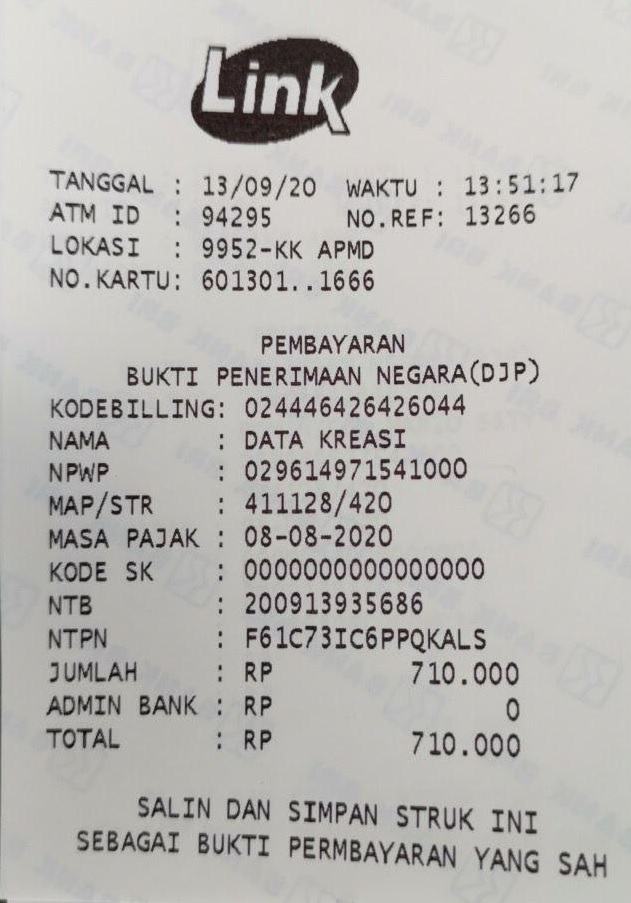 Link
TANGGAL : 13/09/20 WAKTU : 13:51:17
ATM ID : 94295 NO.REF: 13266
LOKASI : 9952-KK APMD
NO.KARTU: 601301..1666
PEMBAYARAN
BUKTI PENERIMAAN NEGARA(DJP)
KODEBILLING: 024446426426044
NAMA : DATA KREASI
NPWP : 029614971541000
MAP/STR : 411128/420
MASA PAJAK : 08-08-2020
KODE SK : 0000000000000000
NTB : 200913935686
NTPN : F61C73IC6PPQKALS
JUMLAH : RP 710.000
ADMIN BANK : RP 0
TOTAL : RP 710.000
SALIN DAN SIMPAN STRUK INI
SEBAGAI BUKTI PERMBAYARAN YANG SAH